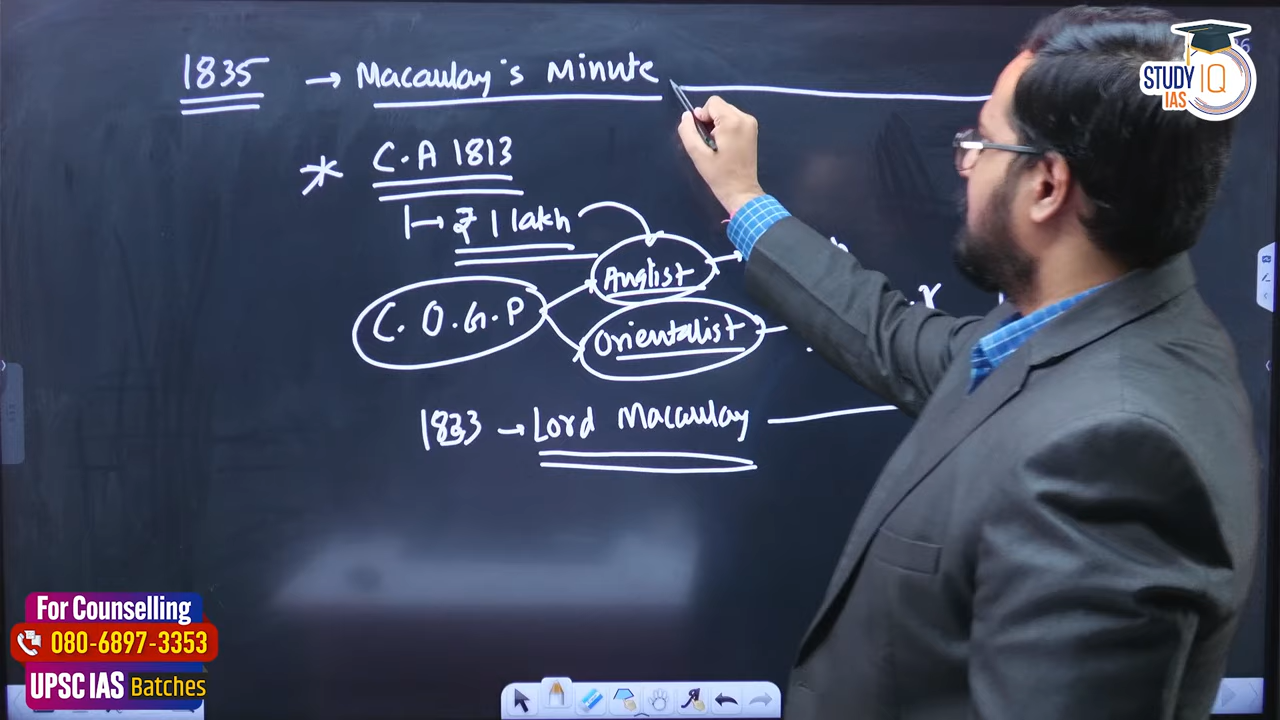 1835 → Macaulay's Minute
* C.A 1813
₹ 1 lakh
Anglist
C.O.G.P
Orientalist
1833 → Lord Macaulay
STUDY IQ
IAS
For Counselling
080-6897-3353
UPSC IAS Batches